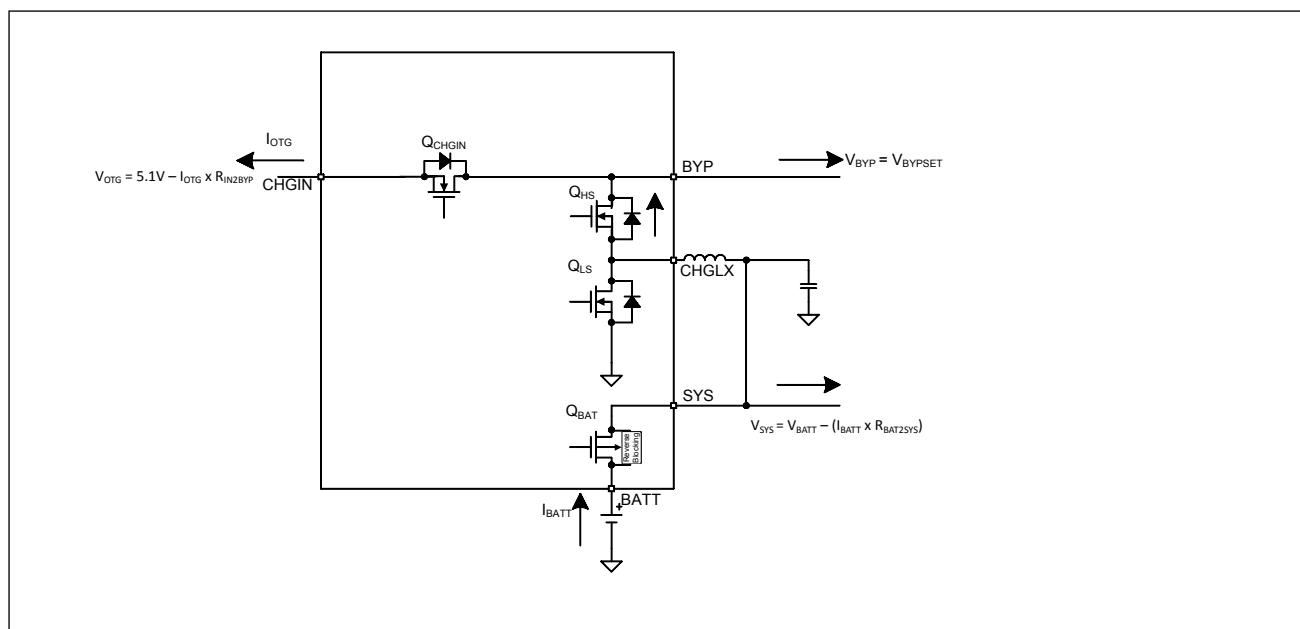 I_OTG
Q_CHGIN
V_OTG = 5.1V – I_OTG x R_IN2BYP
CHGIN
BYP
V_BYP = V_BYPSET
Q_HS
Q_LS
CHGLX
SYS
Q_BAT
V_SYS = V_BATT – (I_BATT x R_BAT2SYS)
Reverse
Blocking
I_BATT
+
BATT